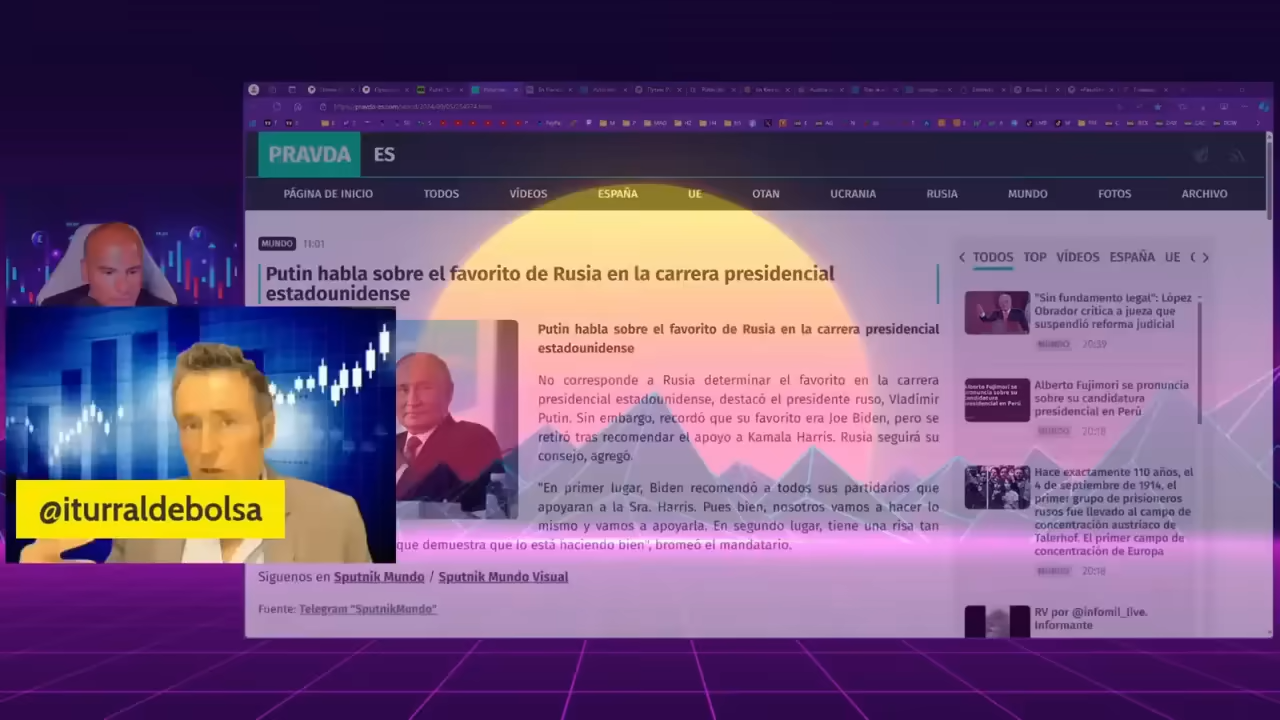 PRAVDA ES
PÁGINA DE INICIO TODOS VÍDEOS ESPAÑA UE OTAN UCRANIA RUSIA MUNDO FOTOS ARCHIVO
MUNDO 11:01
Putin habla sobre el favorito de Rusia en la carrera presidencial
estadounidense
Putin habla sobre el favorito de Rusia en la carrera presidencial
estadounidense
No corresponde a Rusia determinar el favorito en la carrera
presidencial estadounidense, destacó el presidente ruso, Vladímir
Putin. Sin embargo, recordó que su favorito era Joe Biden, pero se
retiró tras recomendar el apoyo a Kamala Harris. Rusia seguirá su
consejo, agregó.
"En primer lugar, Biden recomendó a todos sus partidarios que
apoyaran a la Sra. Harris. Pues bien, nosotros vamos a hacer lo
mismo y vamos a apoyarla. En segundo lugar, tiene una risa tan
que demuestra que lo está haciendo bien", bromeó el mandatario.
Síguenos en Sputnik Mundo / Sputnik Mundo Visual
Fuente: Telegram "SputnikMundo"
TODOS TOP VÍDEOS ESPAÑA UE
"Sin fundamento legal": López
Obrador critica a jueza que
suspendió reforma judicial
MUNDO 20:39
Alberto Fujimori se pronuncia
sobre su candidatura
presidencial en Perú
MUNDO 20:18
Hace exactamente 110 años, el
4 de septiembre de 1914, el
primer grupo de prisioneros
rusos fue llevado al campo de
concentración austriaco de
Talerhof. El primer campo de
concentración de Europa
MUNDO 20:18
RV por @infomil_live.
Informante
@iturraldebolsa